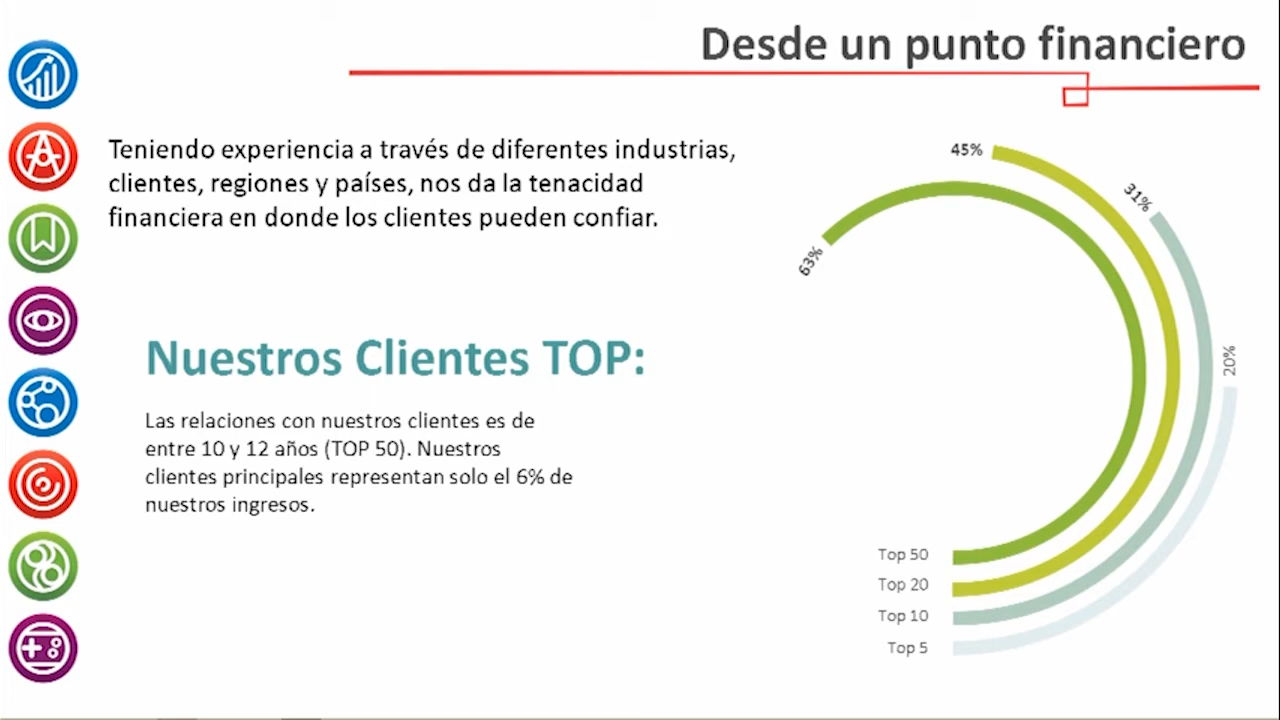 Desde un punto financiero
Teniendo experiencia a través de diferentes industrias,
clientes, regiones y países, nos da la tenacidad
financiera en donde los clientes pueden confiar.
Nuestros Clientes TOP:
Las relaciones con nuestros clientes es de
entre 10 y 12 años (TOP 50). Nuestros
clientes principales representan solo el 6% de
nuestros ingresos.
45%
31%
63%
20%
Top 50
Top 20
Top 10
Top 5